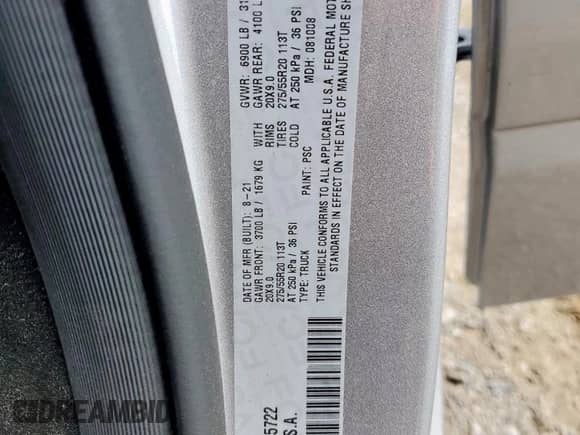 DATE OF MFR (BUILT): 8-21 GVWR: 6900 LB / 31
GAWR FRONT: 3700 LB / 1679 KG WITH GAWR REAR: 4100 L
20X9.0 RIMS 20X9.0
275/55R20 113T TIRES 275/55R20 113T
AT 250 kPa / 36 PSI COLD AT 250 kPa / 36 PSI
TYPE: TRUCK PAINT: PSC MDH: 081008
THIS VEHICLE CONFORMS TO ALL APPLICABLE U.S.A. FEDERAL MOT
STANDARDS IN EFFECT ON THE DATE OF MANUFACTURE SH
5722
S.A.
DREAMBID